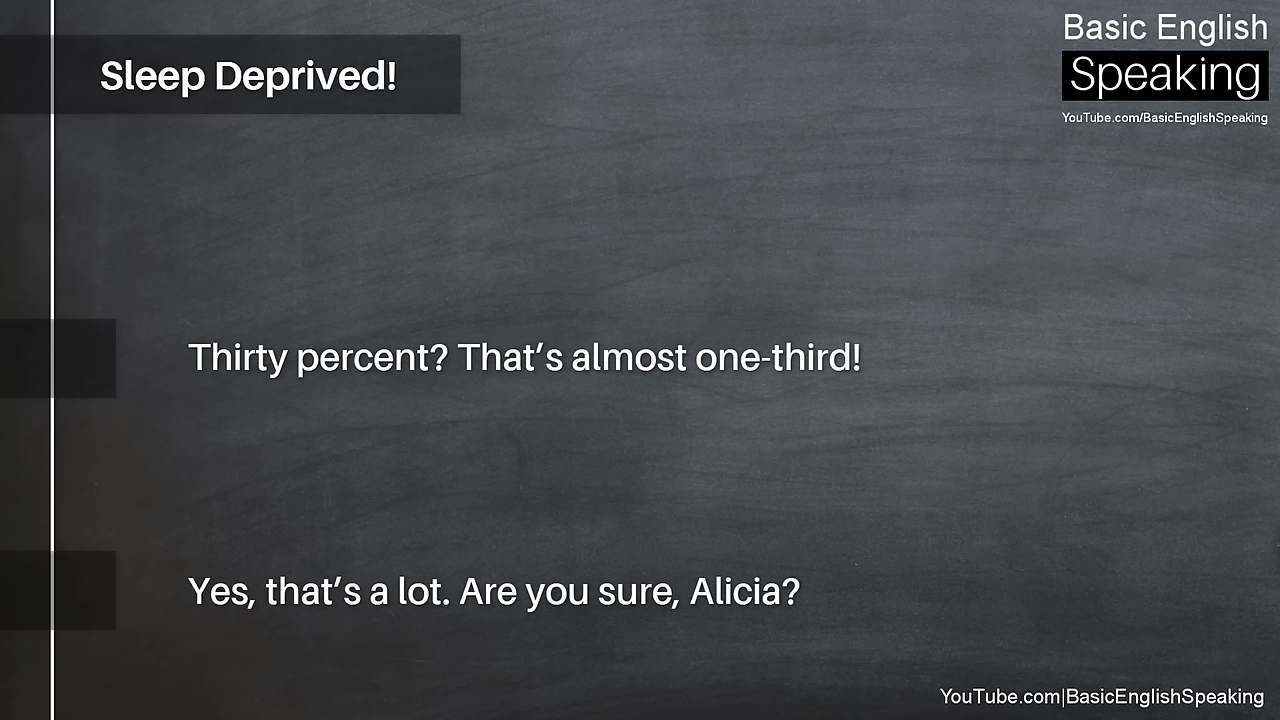 Basic English
Speaking
YouTube.com/BasicEnglishSpeaking
Sleep Deprived!
Thirty percent? That’s almost one-third!
Yes, that’s a lot. Are you sure, Alicia?
YouTube.com|BasicEnglishSpeaking